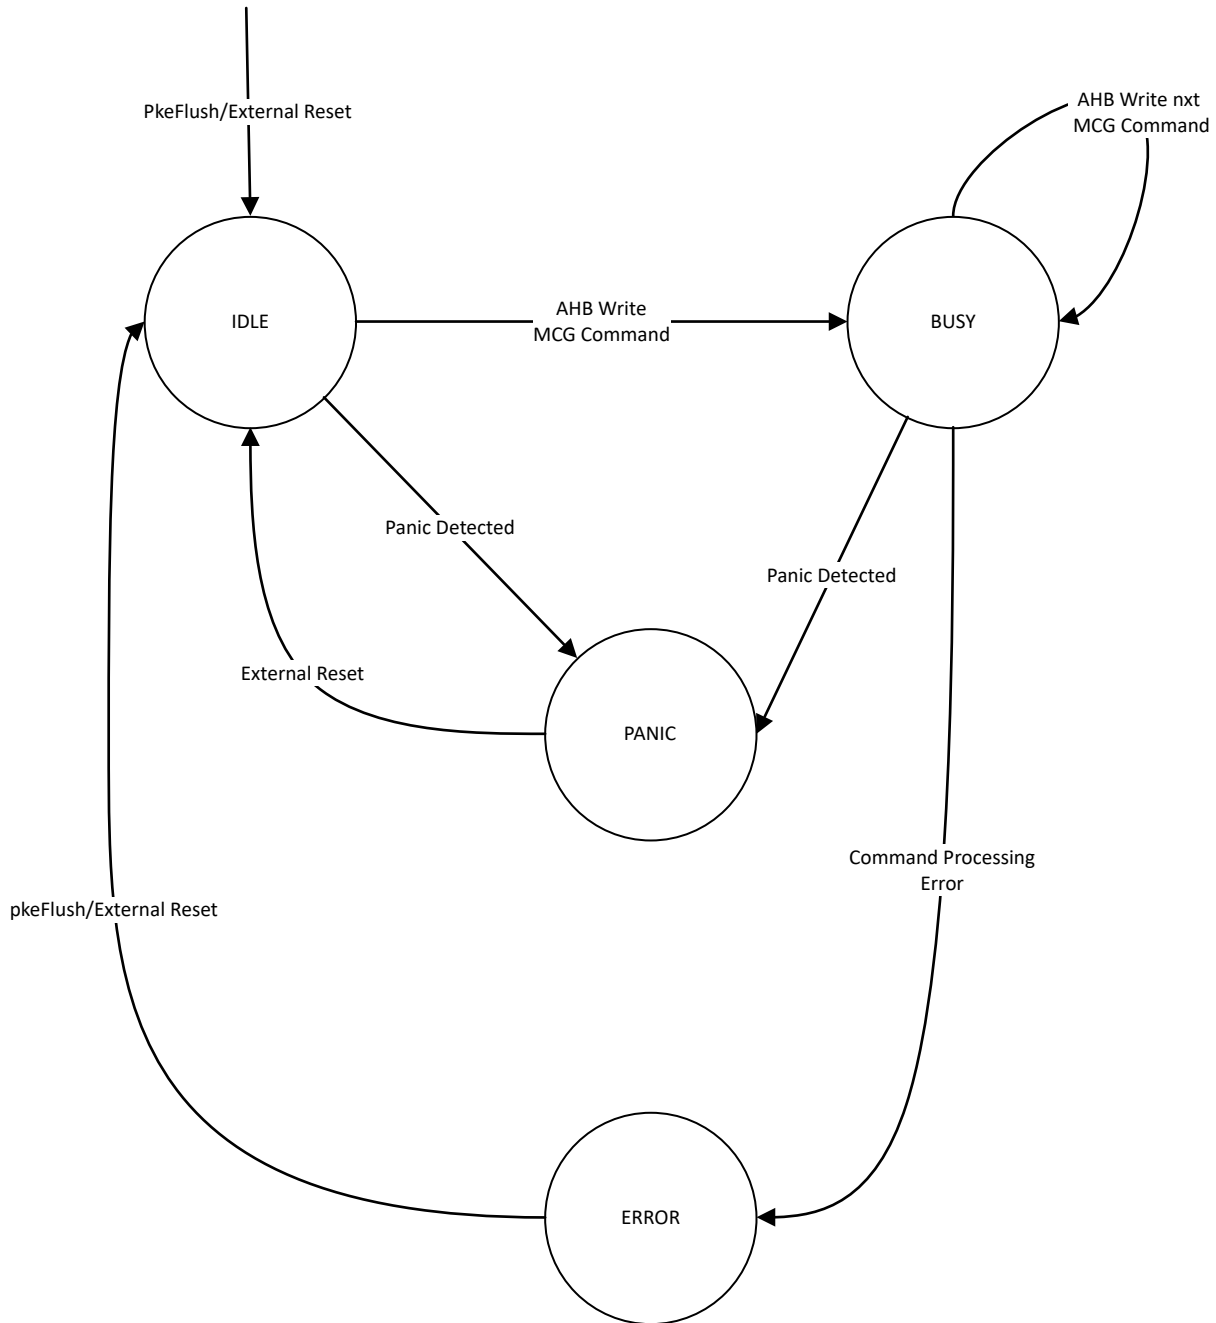 PkeFlush/External Reset
AHB Write nxt
MCG Command
IDLE
AHB Write
MCG Command
BUSY
Panic Detected
Panic Detected
External Reset
PANIC
Command Processing
Error
pkeFlush/External Reset
ERROR